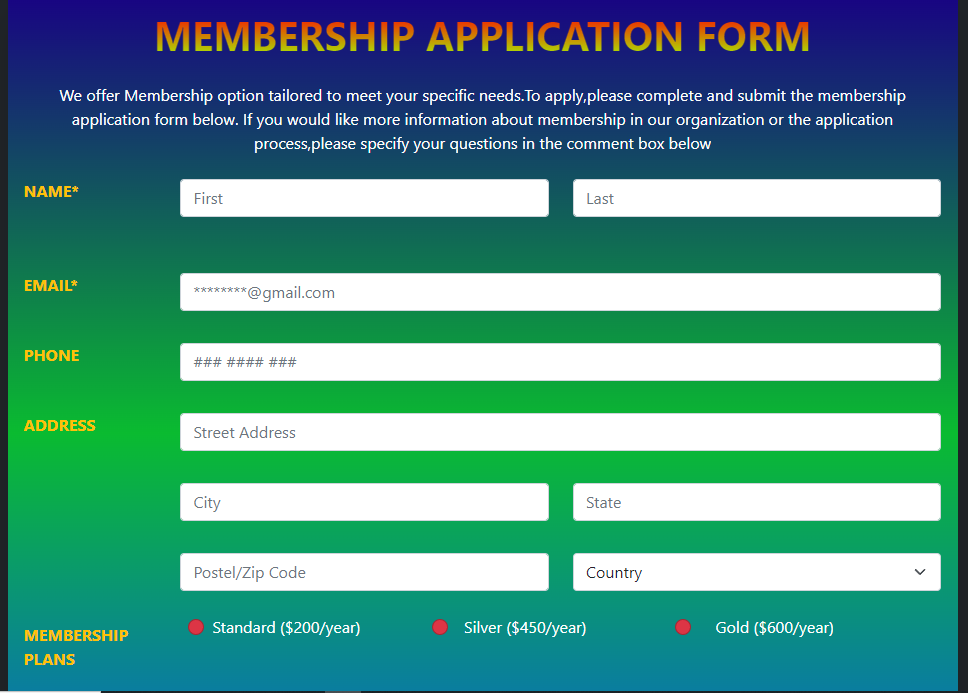 MEMBERSHIP APPLICATION FORM
We offer Membership option tailored to meet your specific needs.To apply,please complete and submit the membership
application form below. If you would like more information about membership in our organization or the application
process,please specify your questions in the comment box below
NAME*
First
Last
EMAIL*
********@gmail.com
PHONE
### #### ###
ADDRESS
Street Address
City
State
Postel/Zip Code
Country
MEMBERSHIP
PLANS
Standard ($200/year)
Silver ($450/year)
Gold ($600/year)